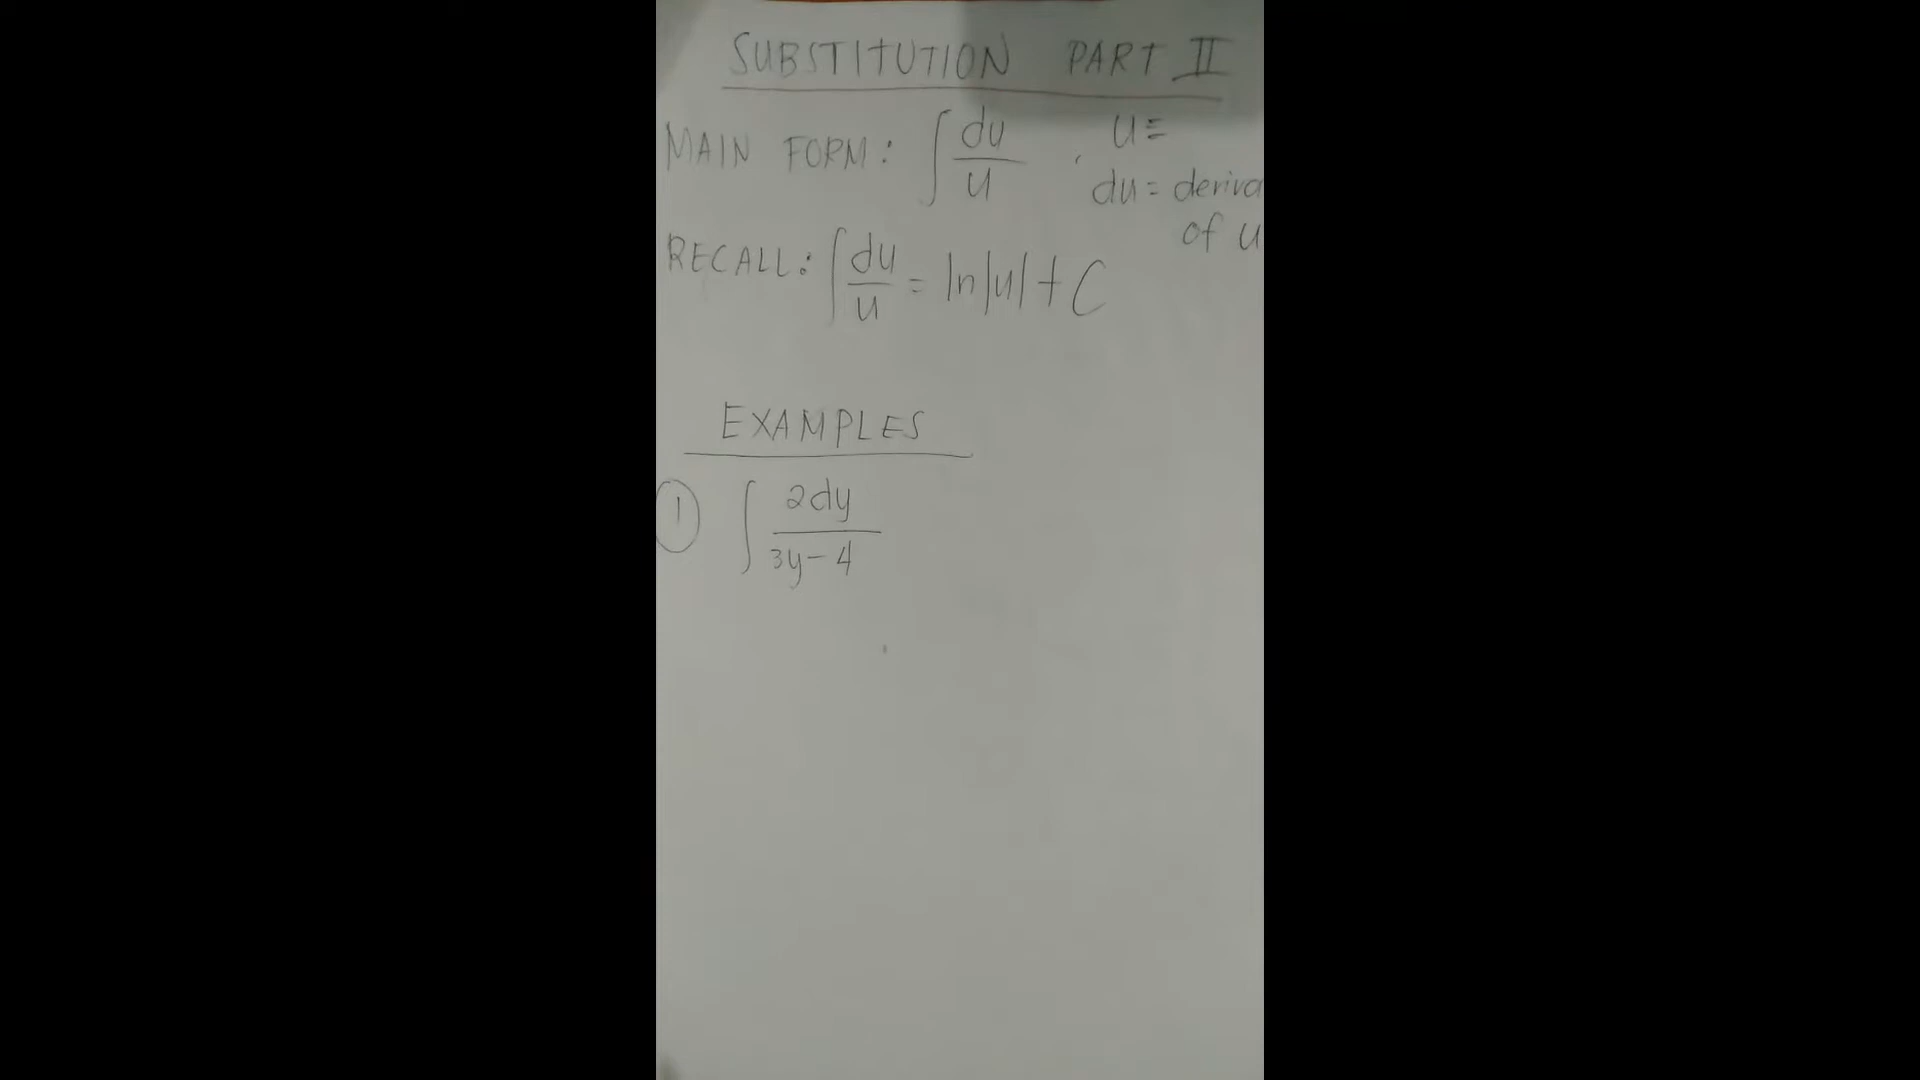 SUBSTITUTION PART II
MAIN FORM: ∫ du/u , u =
du = deriva
of u
RECALL: ∫ du/u = ln|u| + C
EXAMPLES
① ∫ 2dy/3y-4